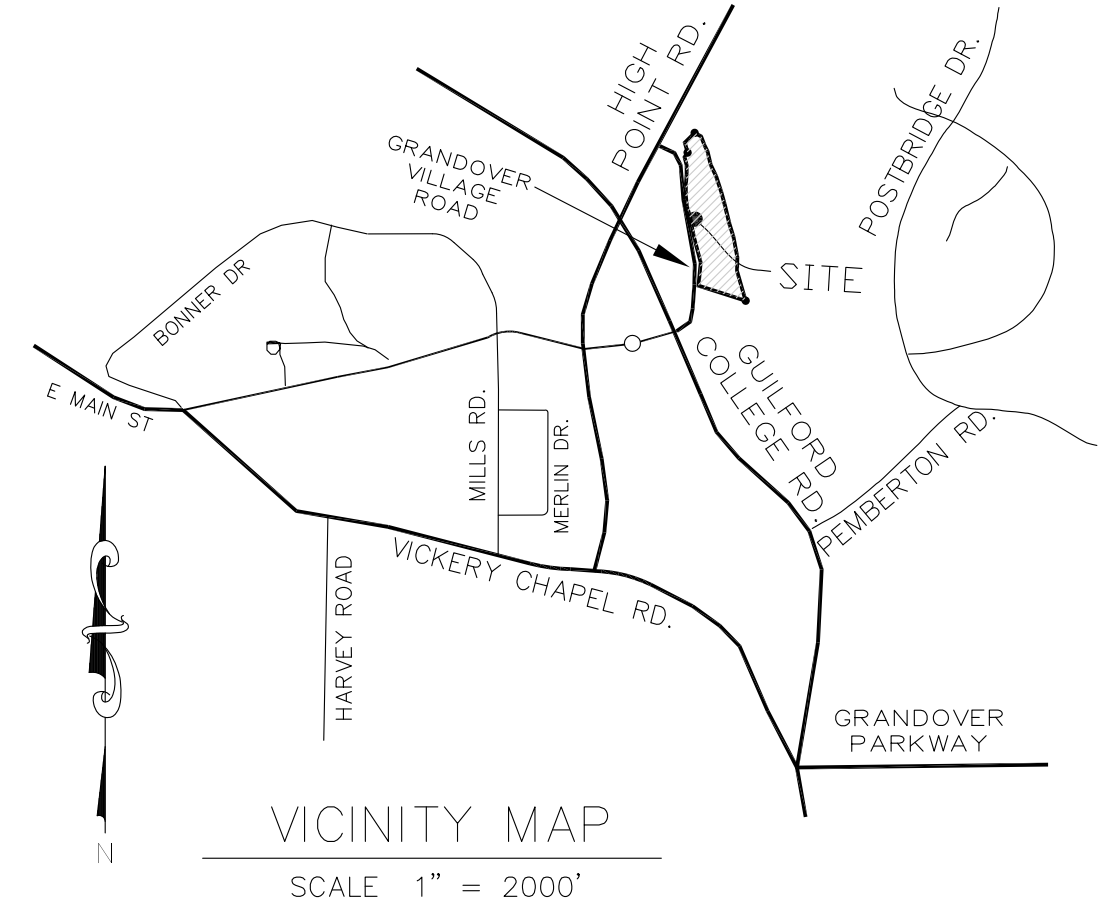 HIGH
POINT RD.
POSTBRIDGE DR.
GRANDOVER
VILLAGE
ROAD
SITE
BONNER DR
E MAIN ST
GUILFORD
COLLEGE RD.
MILLS RD.
MERLIN DR.
PEMBERTON RD.
VICKERY CHAPEL RD.
HARVEY ROAD
GRANDOVER
PARKWAY
N
VICINITY MAP
SCALE 1" = 2000'